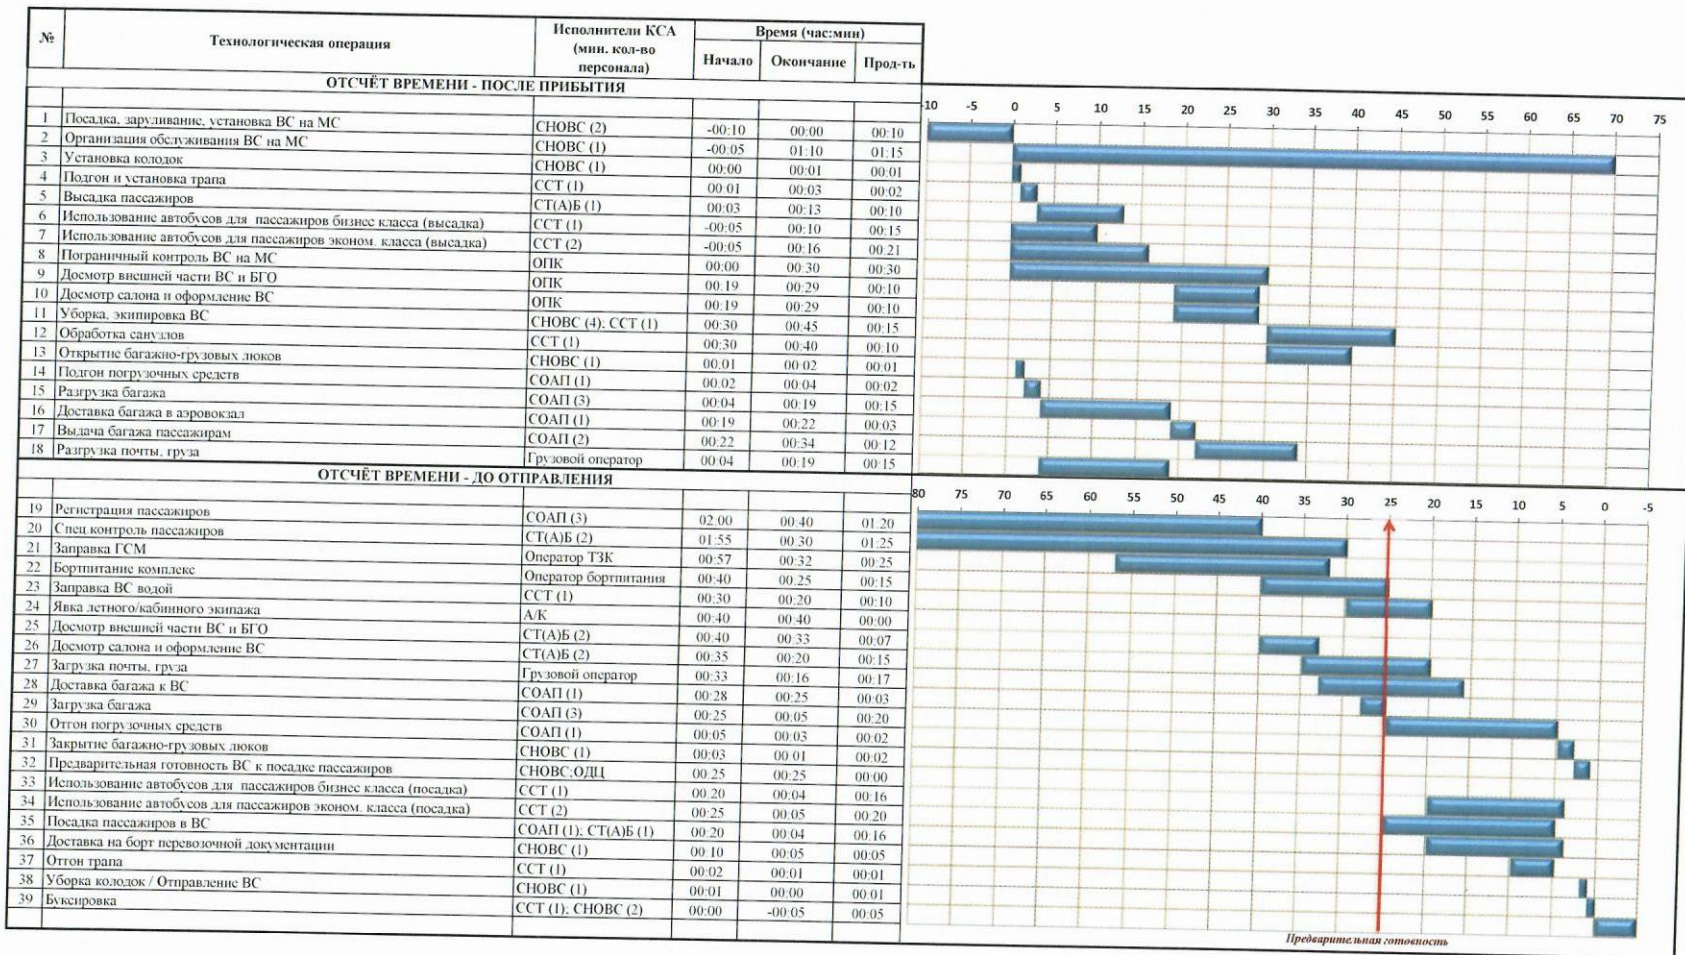 № Технологическая операция Исполнители КСА (мин. кол-во персонала) Время (час:мин)
Начало Окончание Прод-ть
ОТСЧЁТ ВРЕМЕНИ - ПОСЛЕ ПРИБЫТИЯ
-10 -5 0 5 10 15 20 25 30 35 40 45 50 55 60 65 70 75
1 Посадка, заруливание, установка ВС на МС СНОВС (2) -00:10 00:00 00:10
2 Организация обслуживания ВС на МС СНОВС (1) -00:05 01:10 01:15
3 Установка колодок СНОВС (1) 00:00 00:01 00:01
4 Подгон и установка трапа ССТ (1) 00:01 00:03 00:02
5 Высадка пассажиров СТ(А)Б (1) 00:03 00:13 00:10
6 Использование автобусов для пассажиров бизнес класса (высадка) ССТ (1) -00:05 00:10 00:15
7 Использование автобусов для пассажиров эконом. класса (высадка) ССТ (2) -00:05 00:16 00:21
8 Пограничный контроль ВС на МС ОПК 00:00 00:30 00:30
9 Досмотр внешней части ВС и БГО ОПК 00:19 00:29 00:10
10 Досмотр салона и оформление ВС ОПК 00:19 00:29 00:10
11 Уборка, экипировка ВС СНОВС (4); ССТ (1) 00:30 00:45 00:15
12 Обработка санузлов ССТ (1) 00:30 00:40 00:10
13 Открытие багажно-грузовых люков СНОВС (1) 00:01 00:02 00:01
14 Подгон погрузочных средств СОАП (1) 00:02 00:04 00:02
15 Разгрузка багажа СОАП (3) 00:04 00:19 00:15
16 Доставка багажа в аэровокзал СОАП (1) 00:19 00:22 00:03
17 Выдача багажа пассажирам СОАП (2) 00:22 00:34 00:12
18 Разгрузка почты, груза Грузовой оператор 00:04 00:19 00:15
ОТСЧЁТ ВРЕМЕНИ - ДО ОТПРАВЛЕНИЯ
80 75 70 65 60 55 50 45 40 35 30 25 20 15 10 5 0 -5
19 Регистрация пассажиров СОАП (3) 02:00 00:40 01:20
20 Спец.контроль пассажиров СТ(А)Б (2) 01:55 00:30 01:25
21 Заправка ГСМ Оператор ТЗК 00:57 00:32 00:25
22 Бортпитание комплекс Оператор бортпитания 00:40 00:25 00:15
23 Заправка ВС водой ССТ (1) 00:30 00:20 00:10
24 Явка летного/кабинного экипажа А/К 00:40 00:40 00:00
25 Досмотр внешней части ВС и БГО СТ(А)Б (2) 00:40 00:33 00:07
26 Досмотр салона и оформление ВС СТ(А)Б (2) 00:35 00:20 00:15
27 Загрузка почты, груза Грузовой оператор 00:33 00:16 00:17
28 Доставка багажа к ВС СОАП (1) 00:28 00:25 00:03
29 Загрузка багажа СОАП (3) 00:25 00:05 00:20
30 Отгон погрузочных средств СОАП (1) 00:05 00:03 00:02
31 Закрытие багажно-грузовых люков СНОВС (1) 00:03 00:01 00:02
32 Предварительная готовность ВС к посадке пассажиров СНОВС;ОДЦ 00:25 00:25 00:00
33 Использование автобусов для пассажиров бизнес класса (посадка) ССТ (1) 00:20 00:04 00:16
34 Использование автобусов для пассажиров эконом. класса (посадка) ССТ (2) 00:25 00:05 00:20
35 Посадка пассажиров в ВС СОАП (1); СТ(А)Б (1) 00:20 00:04 00:16
36 Доставка на борт перевозочной документации СНОВС (1) 00:10 00:05 00:05
37 Отгон трапа ССТ (1) 00:02 00:01 00:01
38 Уборка колодок / Отправление ВС СНОВС (1) 00:01 00:00 00:01
39 Буксировка ССТ (1); СНОВС (2) 00:00 -00:05 00:05
Предварительная готовность